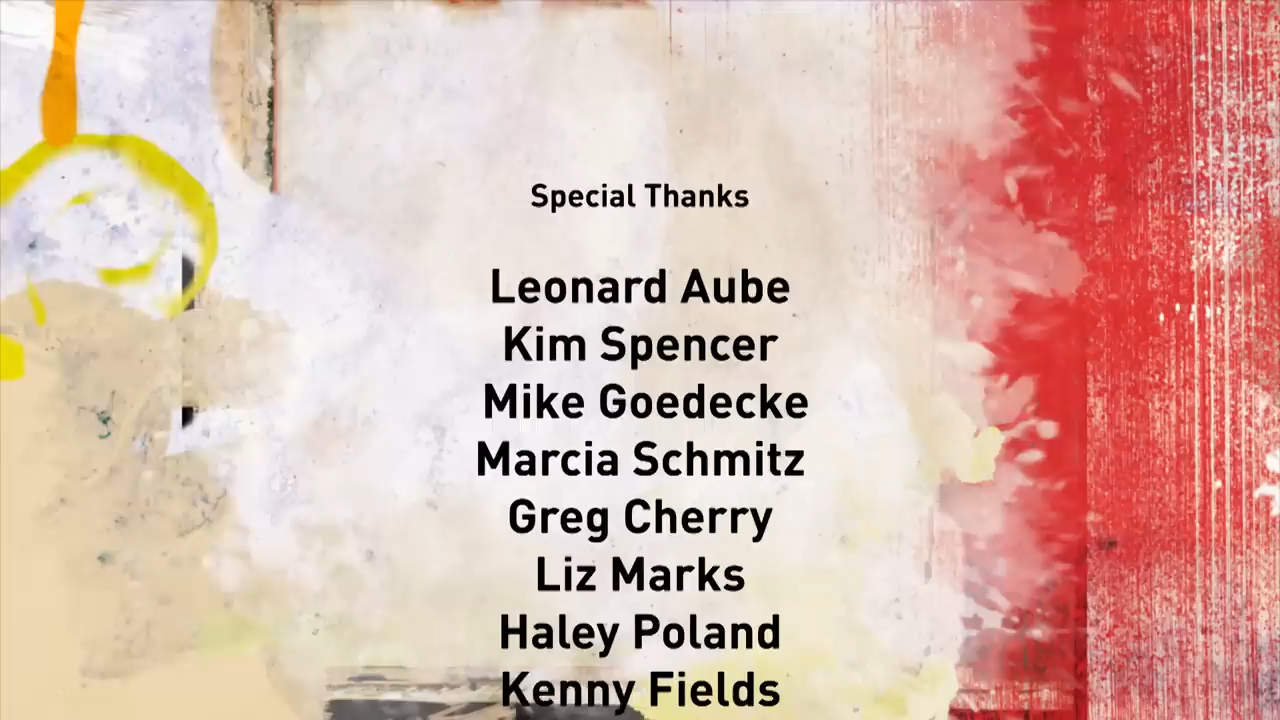 Special Thanks
Leonard Aube
Kim Spencer
Mike Goedecke
Marcia Schmitz
Greg Cherry
Liz Marks
Haley Poland
Kenny Fields